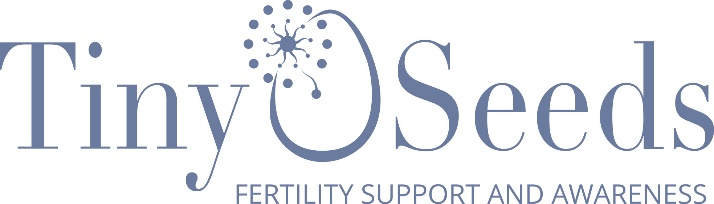 Tiny Seeds
FERTILITY SUPPORT AND AWARENESS